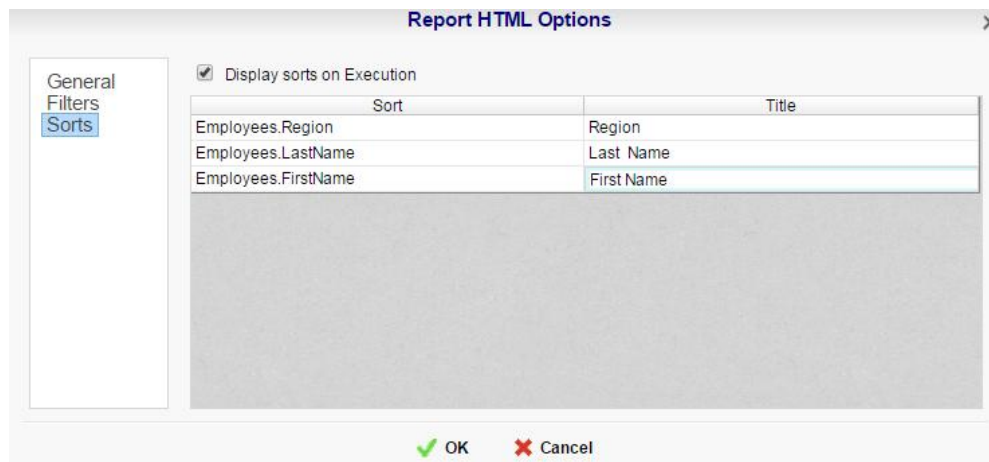 Report HTML Options
General
Filters
Sorts
Display sorts on Execution
Sort Title
Employees.Region Region
Employees.LastName Last Name
Employees.FirstName First Name
OK Cancel